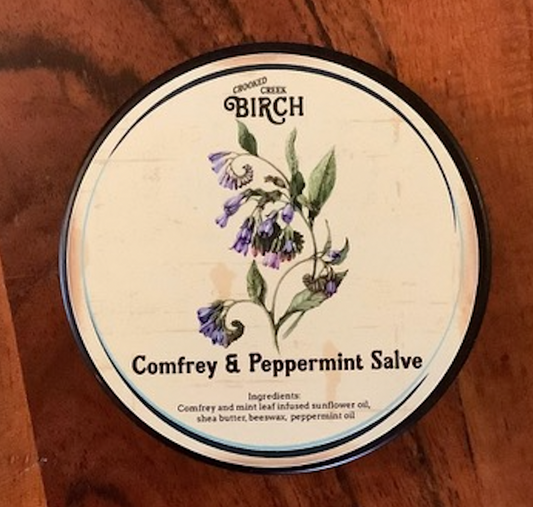 CROOKED CREEK
BIRCH
Comfrey & Peppermint Salve
Ingredients:
Comfrey and mint leaf infused sunflower oil,
shea butter, beeswax, peppermint oil